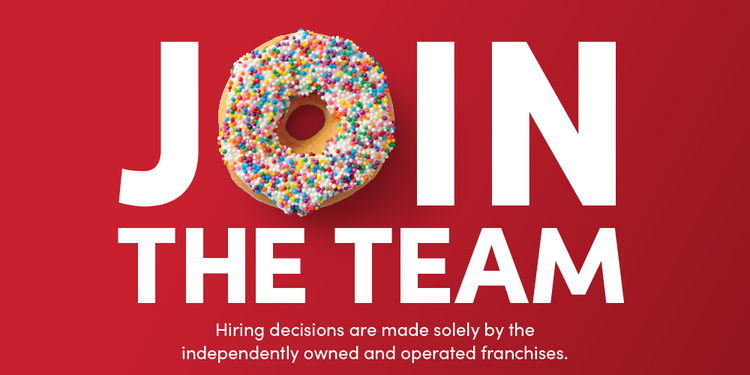 JOIN
THE TEAM
Hiring decisions are made solely by the
independently owned and operated franchises.